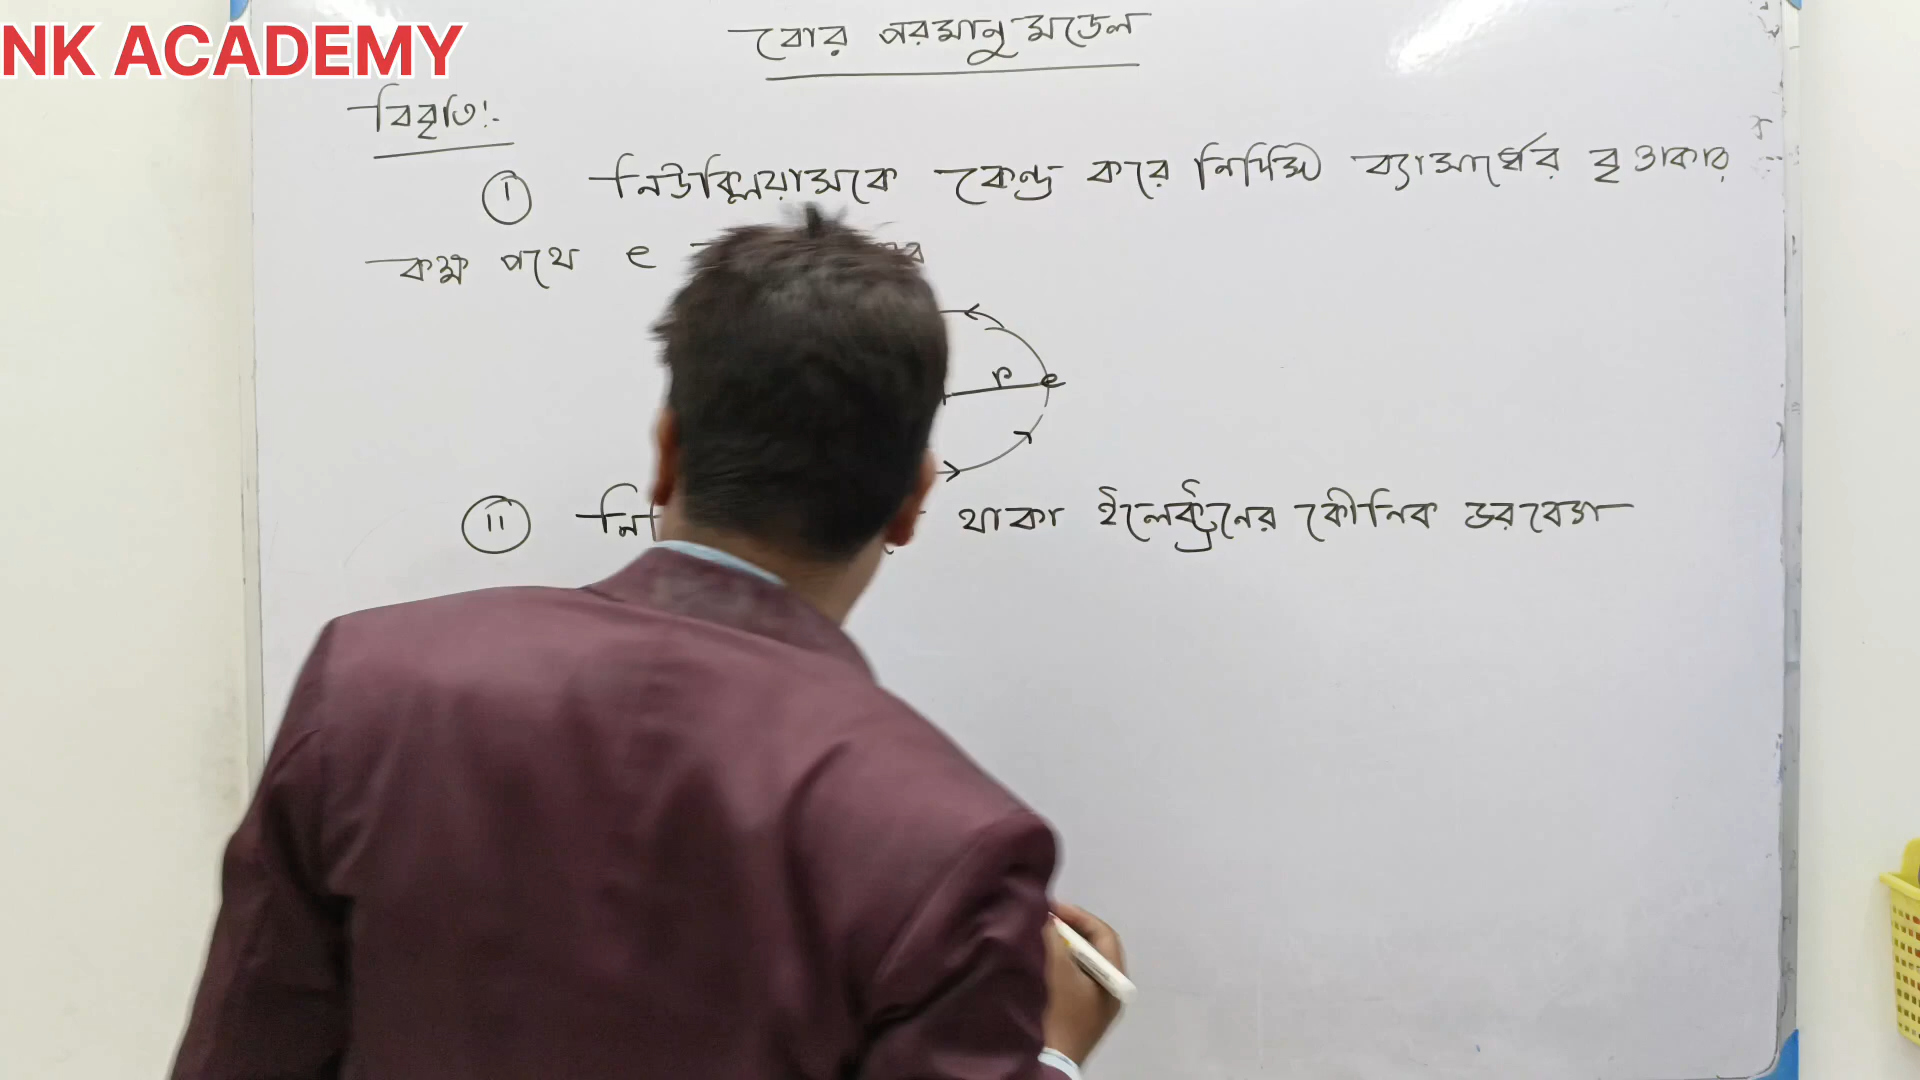 NK ACADEMY
বোর পরমানু মডেল
বিবৃতি:-
i নিউক্লিয়াসকে কেন্দ্র করে নির্দিষ্ট ব্যাসার্ধের বৃত্তাকার
কক্ষ পথে e
r e
ii থাকা ইলেকট্রনের কৌনিক ভরবেগ